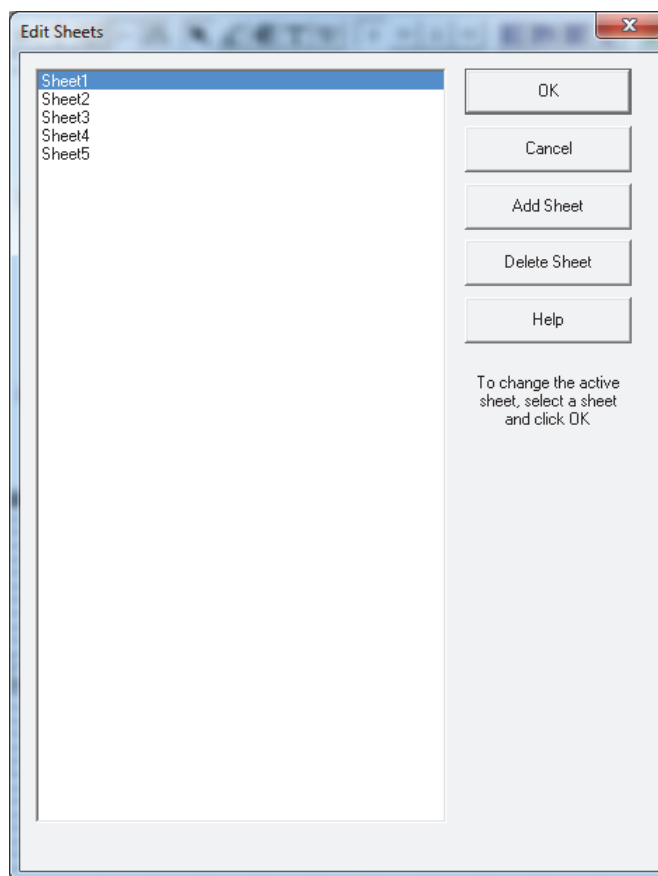 Edit Sheets
X
Sheet1
Sheet2
Sheet3
Sheet4
Sheet5
OK
Cancel
Add Sheet
Delete Sheet
Help
To change the active
sheet, select a sheet
and click OK